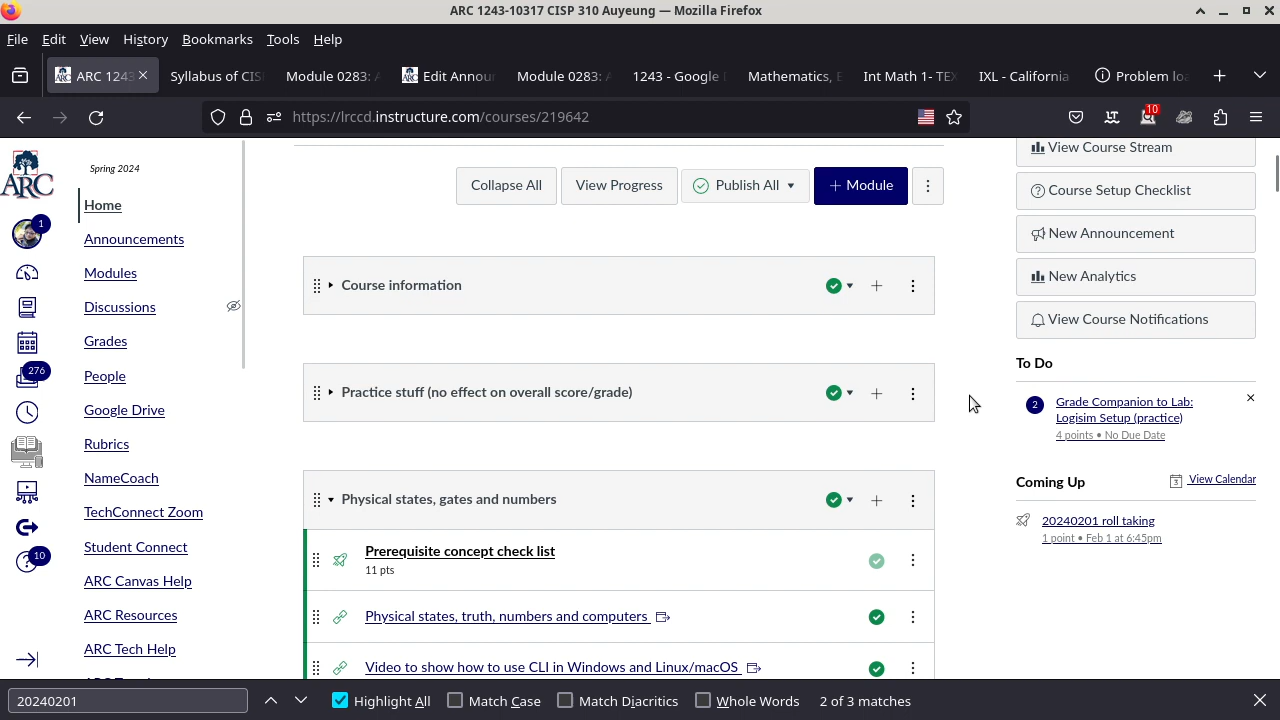 ARC 1243-10317 CISP 310 Auyeung — Mozilla Firefox
File Edit View History Bookmarks Tools Help
ARC 1243 Syllabus of CIS Module 0283: Edit Annou Module 0283: 1243 - Google Mathematics, Int Math 1- TEX IXL - California Problem loa
https://lrccd.instructure.com/courses/219642
10
ARC
Spring 2024
Home
Announcements
Modules
Discussions
Grades
People
Google Drive
Rubrics
NameCoach
TechConnect Zoom
Student Connect
ARC Canvas Help
ARC Resources
ARC Tech Help
1
276
10
Collapse All View Progress Publish All + Module
Course information
Practice stuff (no effect on overall score/grade)
Physical states, gates and numbers
Prerequisite concept check list
11 pts
Physical states, truth, numbers and computers
Video to show how to use CLI in Windows and Linux/macOS
View Course Stream
Course Setup Checklist
New Announcement
New Analytics
View Course Notifications
To Do
2
Grade Companion to Lab:
Logisim Setup (practice)
4 points • No Due Date
Coming Up View Calendar
20240201 roll taking
1 point • Feb 1 at 6:45pm
20240201 Highlight All Match Case Match Diacritics Whole Words 2 of 3 matches